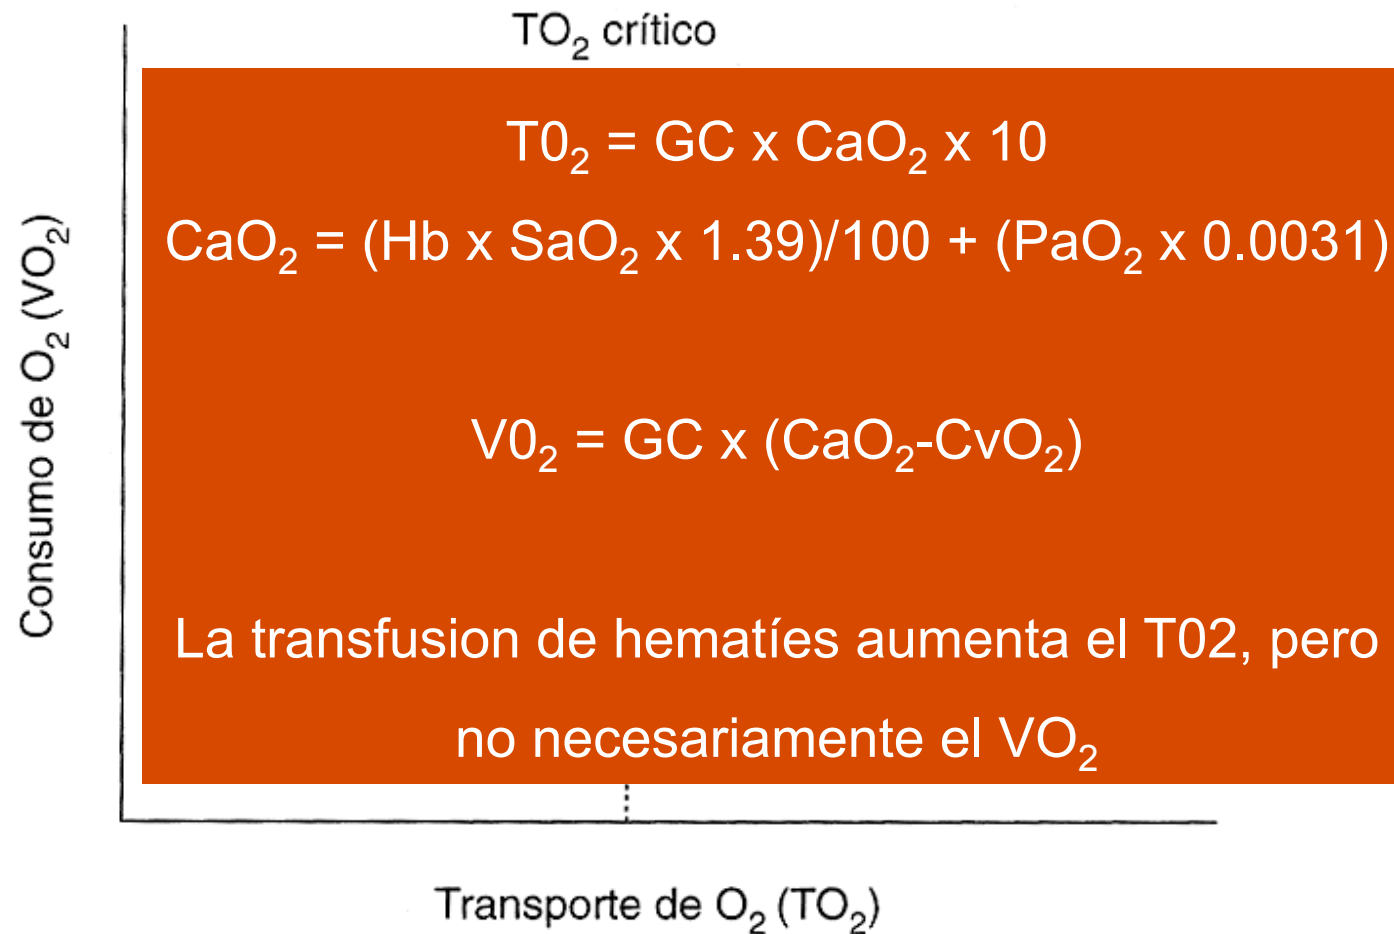 TO₂ crítico
T0₂ = GC x CaO₂ x 10
CaO₂ = (Hb x SaO₂ x 1.39)/100 + (PaO₂ x 0.0031)
V0₂ = GC x (CaO₂-CvO₂)
La transfusion de hematíes aumenta el T02, pero
no necesariamente el VO₂
Consumo de O₂ (VO₂)
Transporte de O₂ (TO₂)